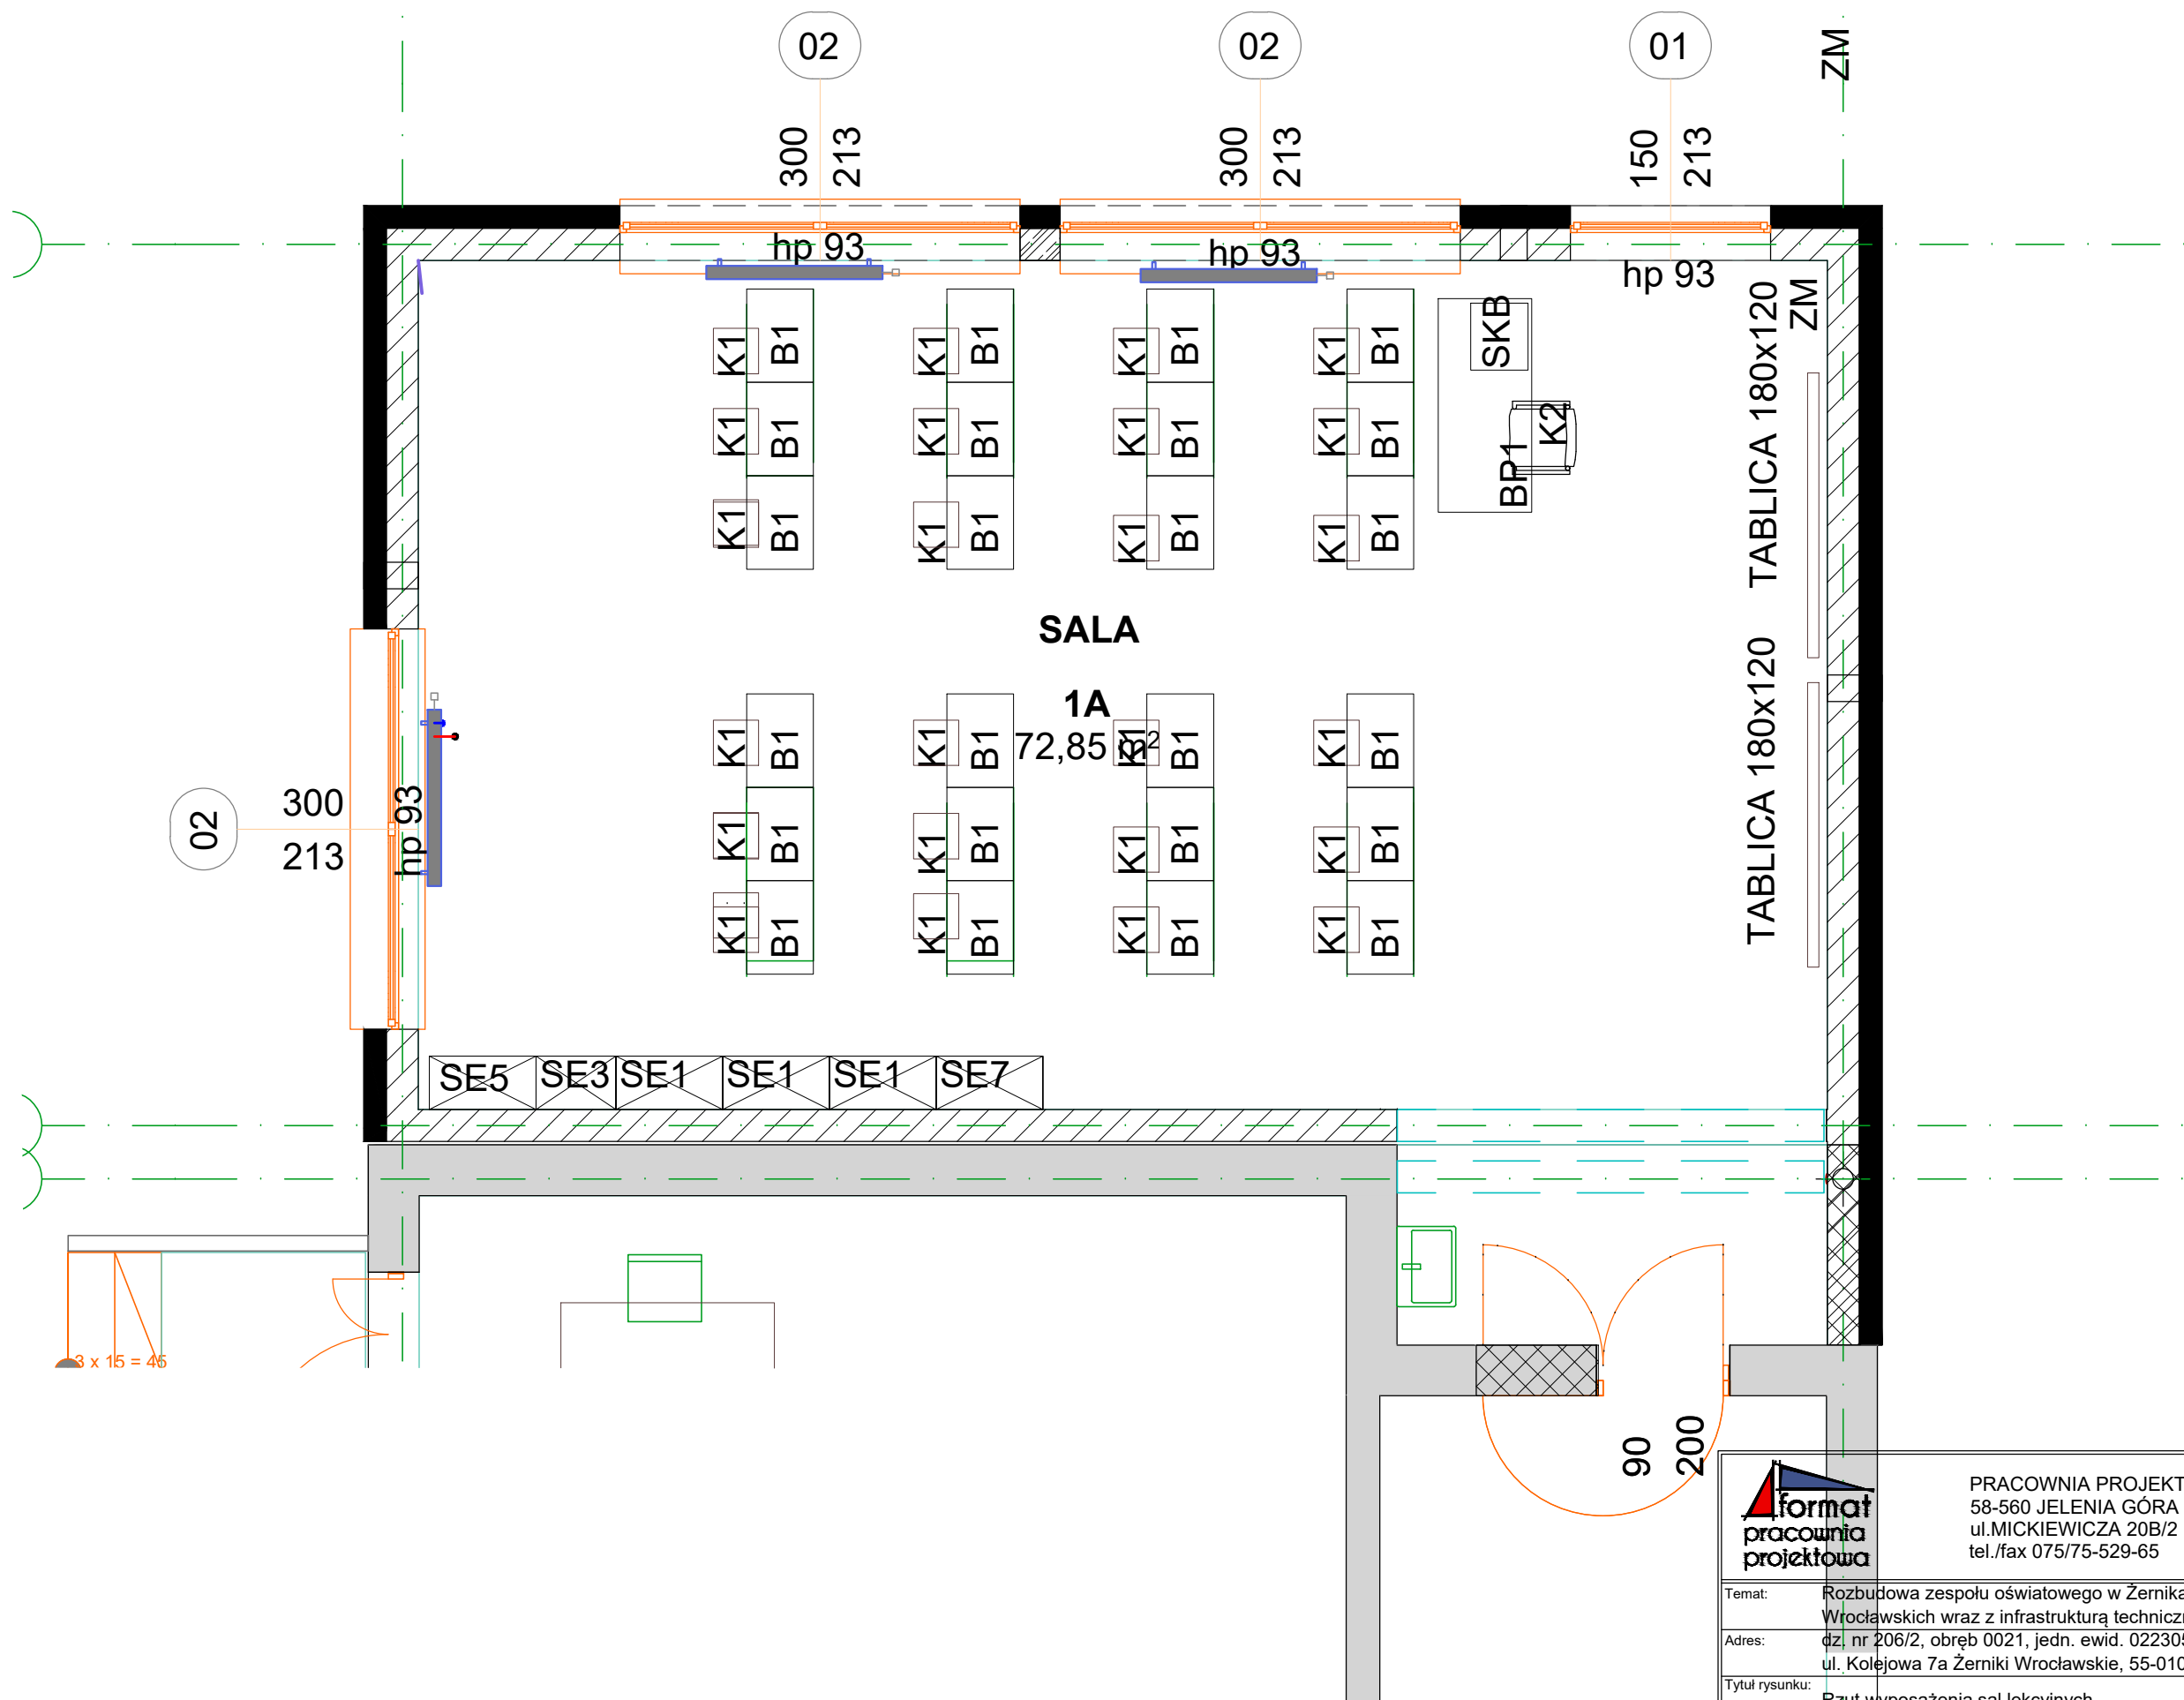 02
02
01
ZM
300
213
300
213
150
213
hp 93
hp 93
hp 93
K1 B1 K1 B1 K1 B1 K1 B1
SKB
ZM
TABLICA 180x120
K1 B1 K1 B1 K1 B1 K1 B1
K2
BP1
K1 B1 K1 B1 K1 B1 K1 B1
SALA
1A
72,85 m²
K1 B1 K1 B1 K1 B1 K1 B1
TABLICA 180x120
02
300
213
hp 93
K1 B1 K1 B1 K1 B1 K1 B1
K1 B1 K1 B1 K1 B1 K1 B1
SE5 SE3 SE1 SE1 SE1 SE7
3 x 15 = 45
90
200
format
pracownia
projektowa
PRACOWNIA PROJEKT
58-560 JELENIA GÓRA
ul.MICKIEWICZA 20B/2
tel./fax 075/75-529-65
Temat: Rozbudowa zespołu oświatowego w Żernika
Wrocławskich wraz z infrastrukturą techniczn
Adres: dz. nr 206/2, obręb 0021, jedn. ewid. 022305
ul. Kolejowa 7a Żerniki Wrocławskie, 55-010
Tytuł rysunku:
Rzut wyposażenia sal lekcyjnych